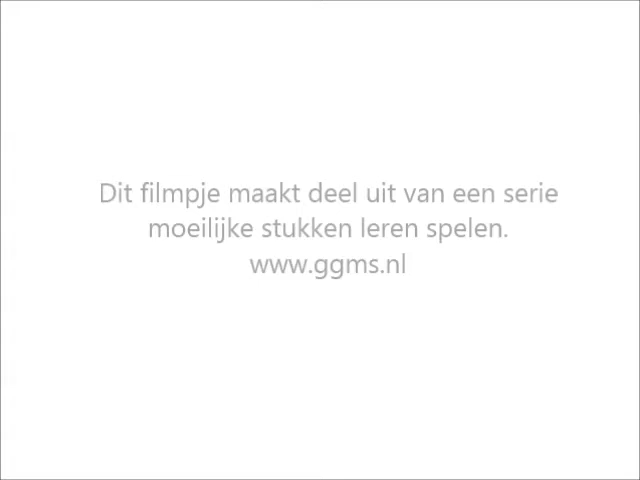 Dit filmpje maakt deel uit van een serie
moeilijke stukken leren spelen.
www.ggms.nl